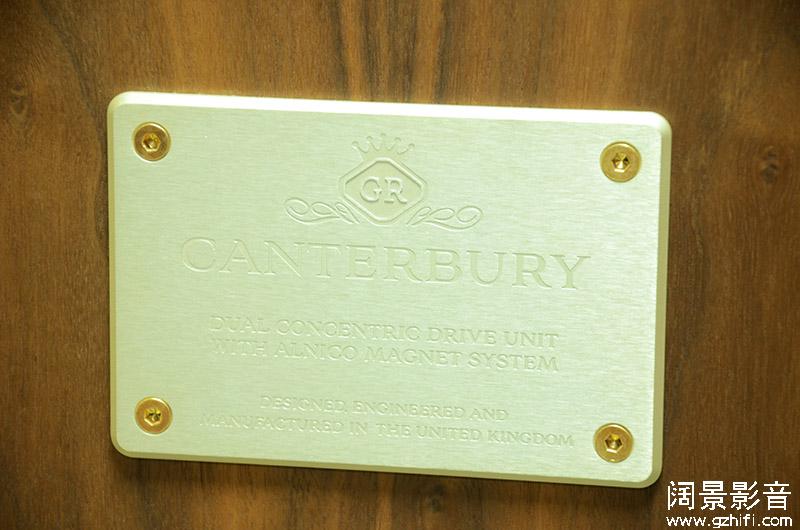 GR
CANTERBURY
DUAL CONCENTRIC DRIVE UNIT
WITH ALNICO MAGNET SYSTEM
DESIGNED, ENGINEERED AND
MANUFACTURED IN THE UNITED KINGDOM
阔景影音
www.gzhifi.com